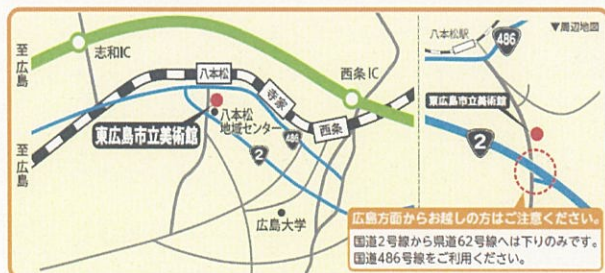 至広島
志和IC
八本松
寺家
西条IC
八本松
地域センター
東広島市立美術館
486
西条
至広島
2
広島大学
▼周辺地図
八本松駅
486
東広島市立美術館
2
広島方面からお越しの方はご注意ください。
国道2号線から県道62号線へは下りのみです。
国道486号線をご利用ください。